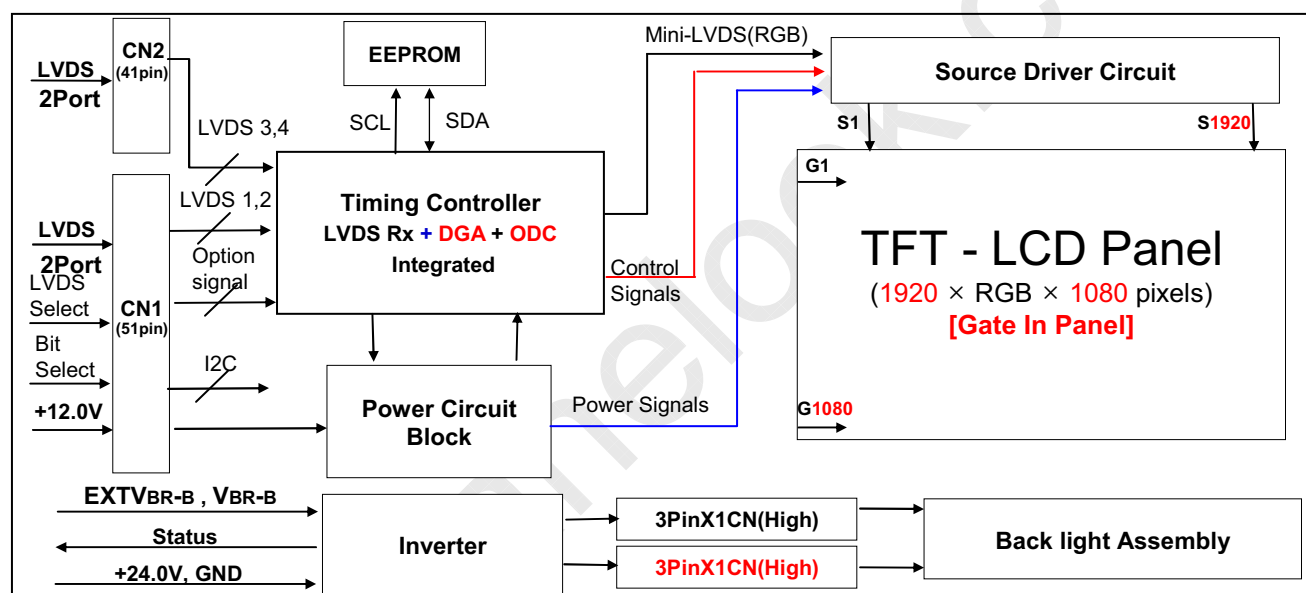 CN2
(41pin)
LVDS
2Port
EEPROM
SCL
SDA
LVDS 3,4
Mini-LVDS(RGB)
Source Driver Circuit
S1
S1920
LVDS 1,2
Timing Controller
LVDS Rx + DGA + ODC
Integrated
G1
LVDS
2Port
LVDS
Select
CN1
(51pin)
Option
signal
Control
Signals
TFT - LCD Panel
(1920 × RGB × 1080 pixels)
[Gate In Panel]
Bit
Select
I2C
+12.0V
Power Circuit
Block
Power Signals
G1080
EXTVBR-B , VBR-B
Status
+24.0V, GND
Inverter
3PinX1CN(High)
3PinX1CN(High)
Back light Assembly